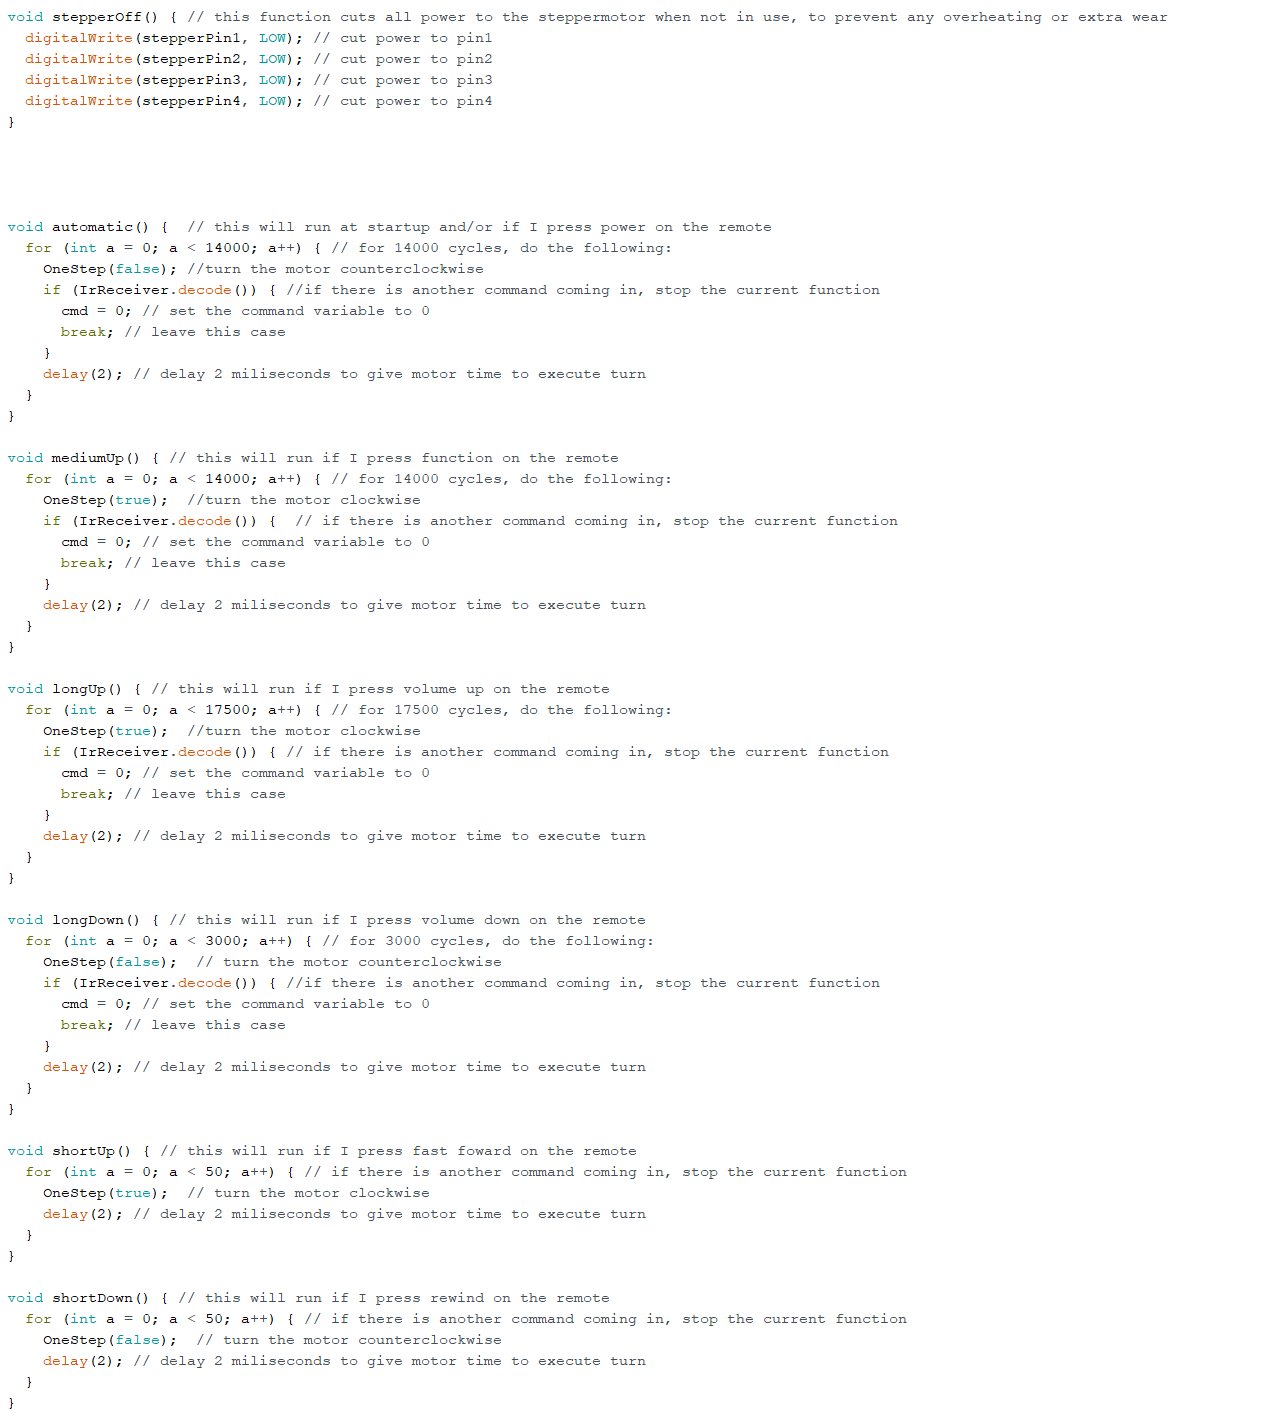 void stepperOff() { // this function cuts all power to the steppermotor when not in use, to prevent any overheating or extra wear
  digitalWrite(stepperPin1, LOW); // cut power to pin1
  digitalWrite(stepperPin2, LOW); // cut power to pin2
  digitalWrite(stepperPin3, LOW); // cut power to pin3
  digitalWrite(stepperPin4, LOW); // cut power to pin4
}
void automatic() {  // this will run at startup and/or if I press power on the remote
  for (int a = 0; a < 14000; a++) { // for 14000 cycles, do the following:
    OneStep(false); //turn the motor counterclockwise
    if (IrReceiver.decode()) { //if there is another command coming in, stop the current function
      cmd = 0; // set the command variable to 0
      break; // leave this case
    }
    delay(2); // delay 2 miliseconds to give motor time to execute turn
  }
}
void mediumUp() { // this will run if I press function on the remote
  for (int a = 0; a < 14000; a++) { // for 14000 cycles, do the following:
    OneStep(true);  //turn the motor clockwise
    if (IrReceiver.decode()) {  // if there is another command coming in, stop the current function
      cmd = 0; // set the command variable to 0
      break; // leave this case
    }
    delay(2); // delay 2 miliseconds to give motor time to execute turn
  }
}
void longUp() { // this will run if I press volume up on the remote
  for (int a = 0; a < 17500; a++) { // for 17500 cycles, do the following:
    OneStep(true);  //turn the motor clockwise
    if (IrReceiver.decode()) { // if there is another command coming in, stop the current function
      cmd = 0; // set the command variable to 0
      break; // leave this case
    }
    delay(2); // delay 2 miliseconds to give motor time to execute turn
  }
}
void longDown() { // this will run if I press volume down on the remote
  for (int a = 0; a < 3000; a++) { // for 3000 cycles, do the following:
    OneStep(false);  // turn the motor counterclockwise
    if (IrReceiver.decode()) { //if there is another command coming in, stop the current function
      cmd = 0; // set the command variable to 0
      break; // leave this case
    }
    delay(2); // delay 2 miliseconds to give motor time to execute turn
  }
}
void shortUp() { // this will run if I press fast foward on the remote
  for (int a = 0; a < 50; a++) { // if there is another command coming in, stop the current function
    OneStep(true);  // turn the motor clockwise
    delay(2); // delay 2 miliseconds to give motor time to execute turn
  }
}
void shortDown() { // this will run if I press rewind on the remote
  for (int a = 0; a < 50; a++) { // if there is another command coming in, stop the current function
    OneStep(false);  // turn the motor counterclockwise
    delay(2); // delay 2 miliseconds to give motor time to execute turn
  }
}